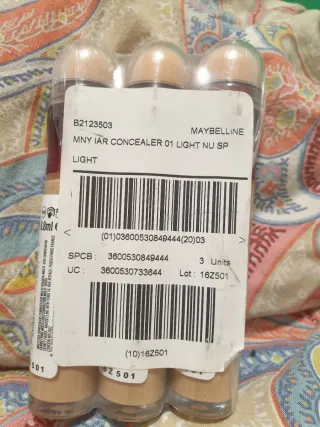 B2123503 MAYBELLINE
MNY IAR CONCEALER 01 LIGHT NU SP
LIGHT
(01)03600530849444(20)03
SPCB : 3600530849444 3 Units
UC : 3600530733644 Lot : 16Z501
(10)16Z501